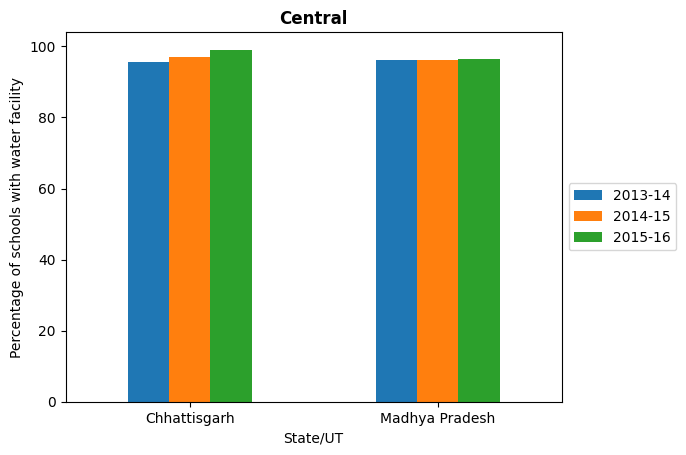 Central
Percentage of schools with water facility
100
80
60
40
20
0
Chhattisgarh
Madhya Pradesh
State/UT
2013-14
2014-15
2015-16